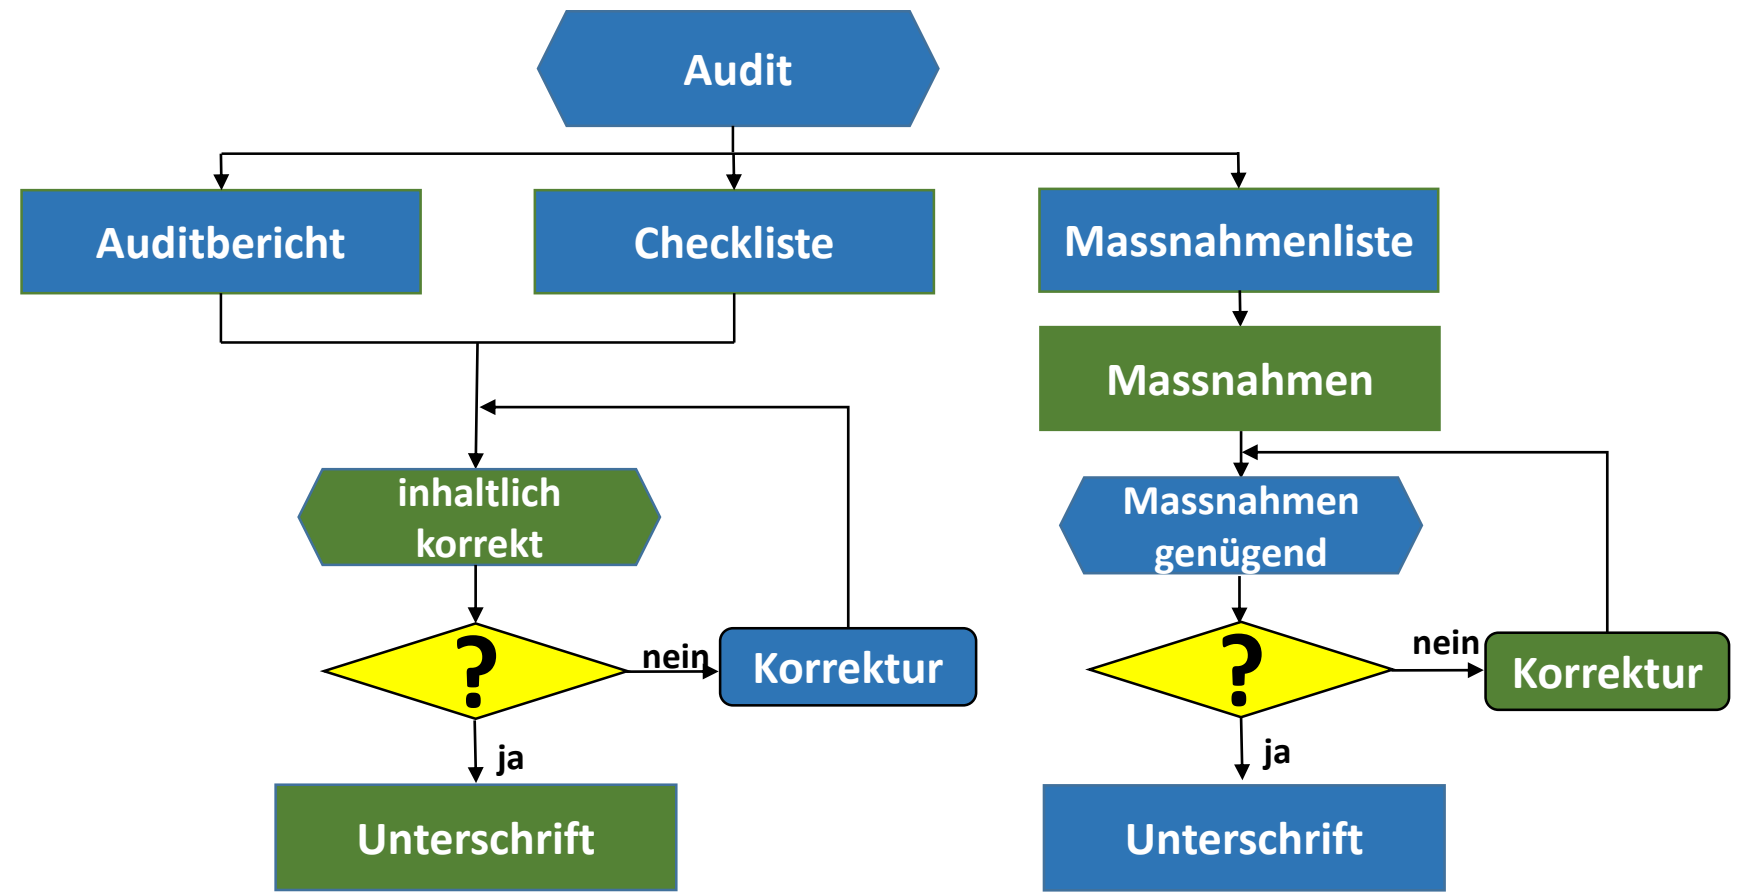 Audit
Auditbericht
Checkliste
Massnahmenliste
Massnahmen
inhaltlich
korrekt
Massnahmen
genügend
?
nein
Korrektur
?
nein
Korrektur
ja
ja
Unterschrift
Unterschrift